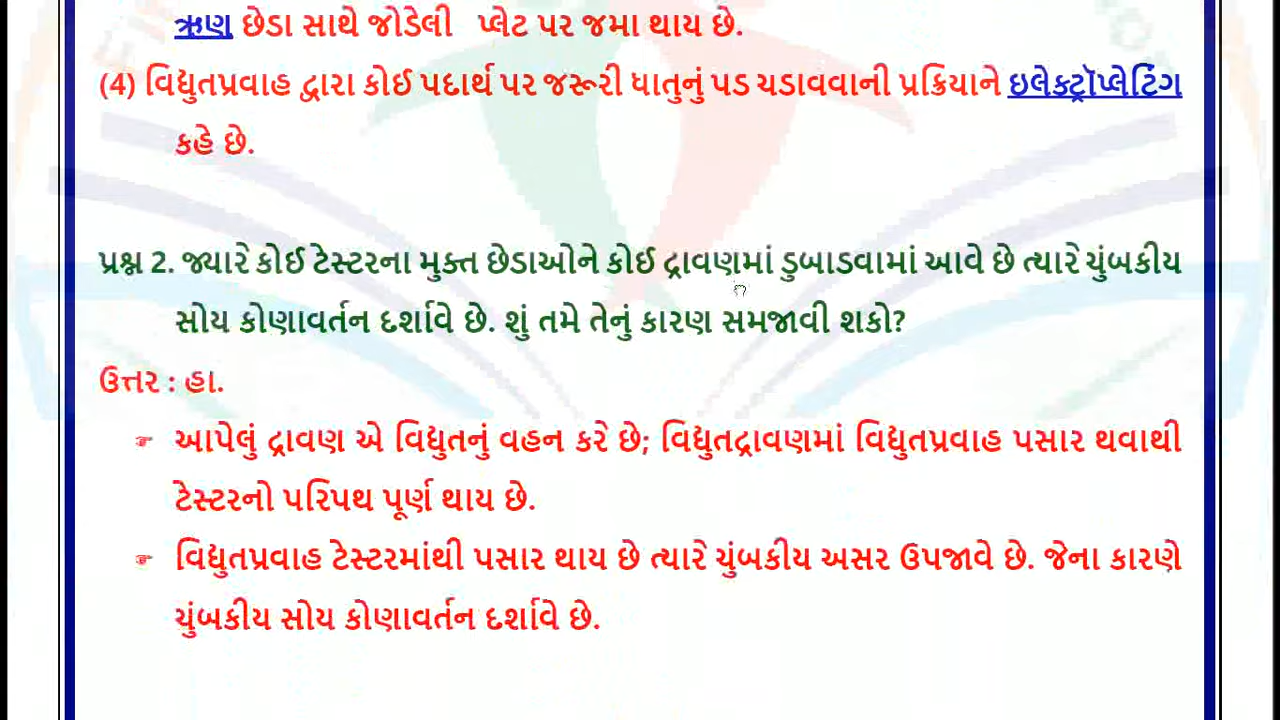 ઋણ છેડા સાથે જોડેલી પ્લેટ પર જમા થાય છે.
(4) વિદ્યુતપ્રવાહ દ્વારા કોઈ પદાર્થ પર જરૂરી ધાતુનું પડ ચડાવવાની પ્રક્રિયાને ઇલેક્ટ્રૉપ્લેટિંગ
કહે છે.
પ્રશ્ન 2. જ્યારે કોઈ ટેસ્ટરના મુક્ત છેડાઓને કોઈ દ્રાવણમાં ડુબાડવામાં આવે છે ત્યારે ચુંબકીય
સોય કોણાવર્તન દર્શાવે છે. શું તમે તેનું કારણ સમજાવી શકો?
ઉત્તર : હા.
☞ આપેલું દ્રાવણ એ વિદ્યુતનું વહન કરે છે; વિદ્યુતદ્રાવણમાં વિદ્યુતપ્રવાહ પસાર થવાથી
ટેસ્ટરનો પરિપથ પૂર્ણ થાય છે.
☞ વિદ્યુતપ્રવાહ ટેસ્ટરમાંથી પસાર થાય છે ત્યારે ચુંબકીય અસર ઉપજાવે છે. જેના કારણે
ચુંબકીય સોય કોણાવર્તન દર્શાવે છે.